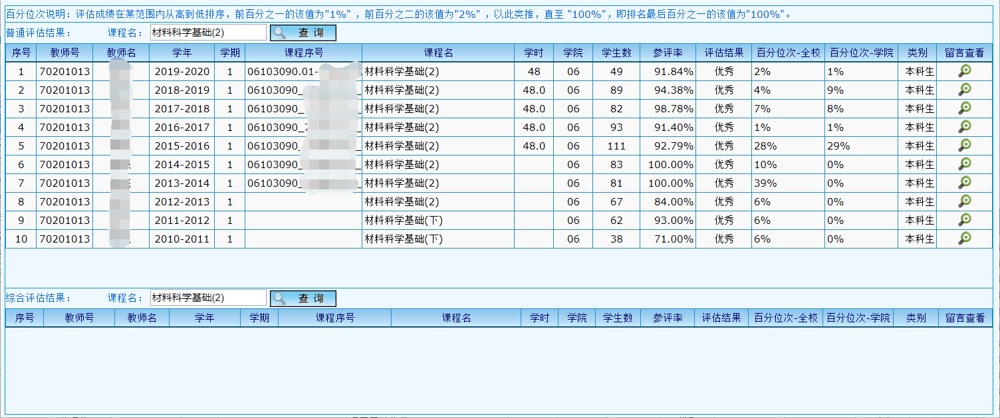 百分位次说明：评估成绩在某范围内从高到低排序，前百分之一的该值为"1%" ，前百分之二的该值为"2%" ，以此类推，直至 "100%"，即排名最后百分之一的该值为"100%"。
普通评估结果： 课程名： 材料科学基础(2) 查 询
序号 教师号 教师名 学年 学期 课程序号 课程名 学时 学院 学生数 参评率 评估结果 百分位次-全校 百分位次-学院 类别 留言查看
1 70201013 2019-2020 1 06103090.01- 材料科学基础(2) 48 06 49 91.84% 优秀 2% 1% 本科生
2 70201013 2018-2019 1 06103090_ 材料科学基础(2) 48.0 06 89 94.38% 优秀 4% 9% 本科生
3 70201013 2017-2018 1 06103090_ 材料科学基础(2) 48.0 06 82 98.78% 优秀 7% 8% 本科生
4 70201013 2016-2017 1 06103090_ 材料科学基础(2) 48.0 06 93 91.40% 优秀 1% 1% 本科生
5 70201013 2015-2016 1 06103090_ 材料科学基础(2) 48.0 06 111 92.79% 优秀 28% 29% 本科生
6 70201013 2014-2015 1 06103090_ 材料科学基础(2) 06 83 100.00% 优秀 10% 0% 本科生
7 70201013 2013-2014 1 06103090_ 材料科学基础(2) 06 81 100.00% 优秀 39% 0% 本科生
8 70201013 2012-2013 1 材料科学基础(2) 06 67 84.00% 优秀 6% 0% 本科生
9 70201013 2011-2012 1 材料科学基础(下) 06 62 93.00% 优秀 6% 0% 本科生
10 70201013 2010-2011 1 材料科学基础(下) 06 38 71.00% 优秀 6% 0% 本科生
综合评估结果： 课程名： 材料科学基础(2) 查 询
序号 教师号 教师名 学年 学期 课程序号 课程名 学时 学院 学生数 参评率 评估结果 百分位次-全校 百分位次-学院 类别 留言查看